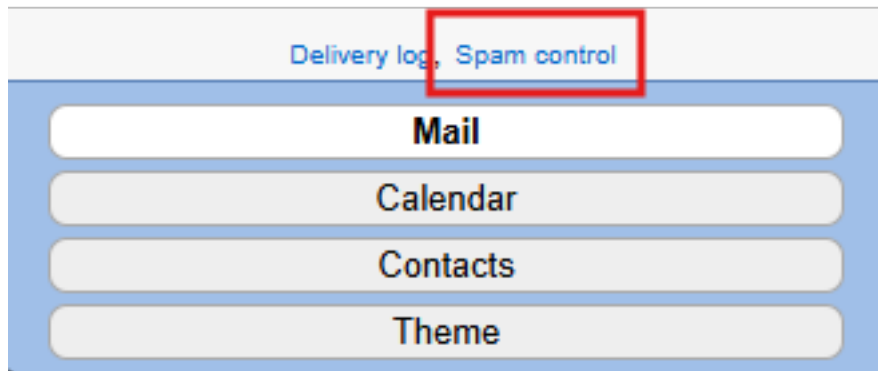 Delivery log, Spam control
Mail
Calendar
Contacts
Theme